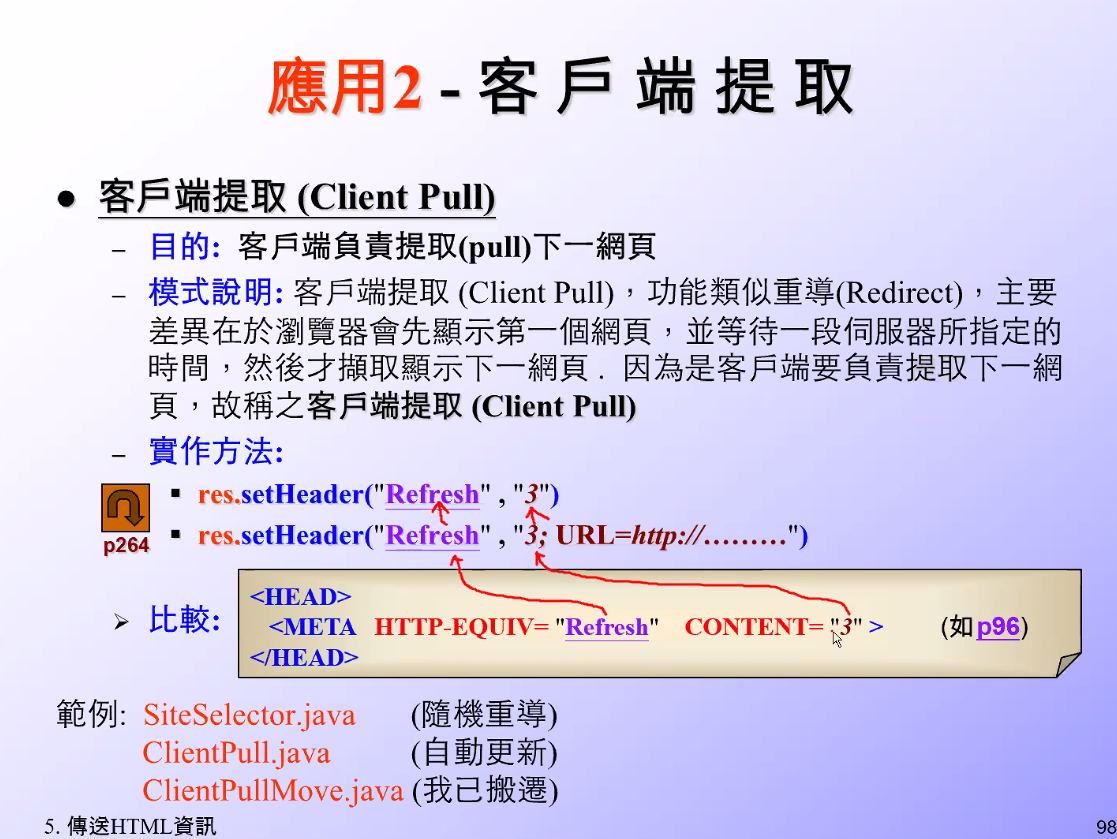 應用2 - 客戶端提取
客戶端提取 (Client Pull)
– 目的: 客戶端負責提取(pull)下一網頁
– 模式說明: 客戶端提取 (Client Pull)，功能類似重導(Redirect)，主要
差異在於瀏覽器會先顯示第一個網頁，並等待一段伺服器所指定的
時間，然後才擷取顯示下一網頁 . 因為是客戶端要負責提取下一網
頁，故稱之客戶端提取 (Client Pull)
– 實作方法:
res.setHeader("Refresh" , "3")
res.setHeader("Refresh" , "3; URL=http://………")
p264
比較:
<HEAD>
<META HTTP-EQUIV= "Refresh" CONTENT= "3" > (如p96)
</HEAD>
範例: SiteSelector.java (隨機重導)
ClientPull.java (自動更新)
ClientPullMove.java (我已搬遷)
5. 傳送HTML資訊
98